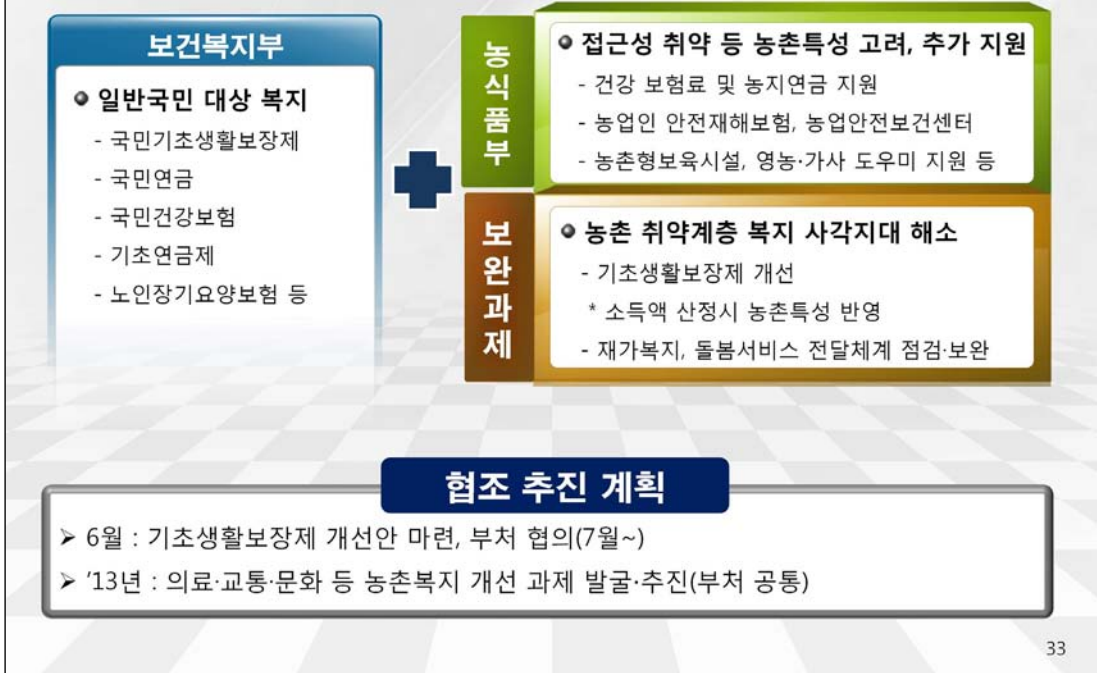 보건복지부
일반국민 대상 복지
- 국민기초생활보장제
- 국민연금
- 국민건강보험
- 기초연금제
- 노인장기요양보험 등
농식품부
접근성 취약 등 농촌특성 고려, 추가 지원
- 건강 보험료 및 농지연금 지원
- 농업인 안전재해보험, 농업안전보건센터
- 농촌형보육시설, 영농·가사 도우미 지원 등
보완과제
농촌 취약계층 복지 사각지대 해소
- 기초생활보장제 개선
* 소득액 산정시 농촌특성 반영
- 재가복지, 돌봄서비스 전달체계 점검·보완
협조 추진 계획
➢ 6월 : 기초생활보장제 개선안 마련, 부처 협의(7월~)
➢ '13년 : 의료·교통·문화 등 농촌복지 개선 과제 발굴·추진(부처 공통)
33